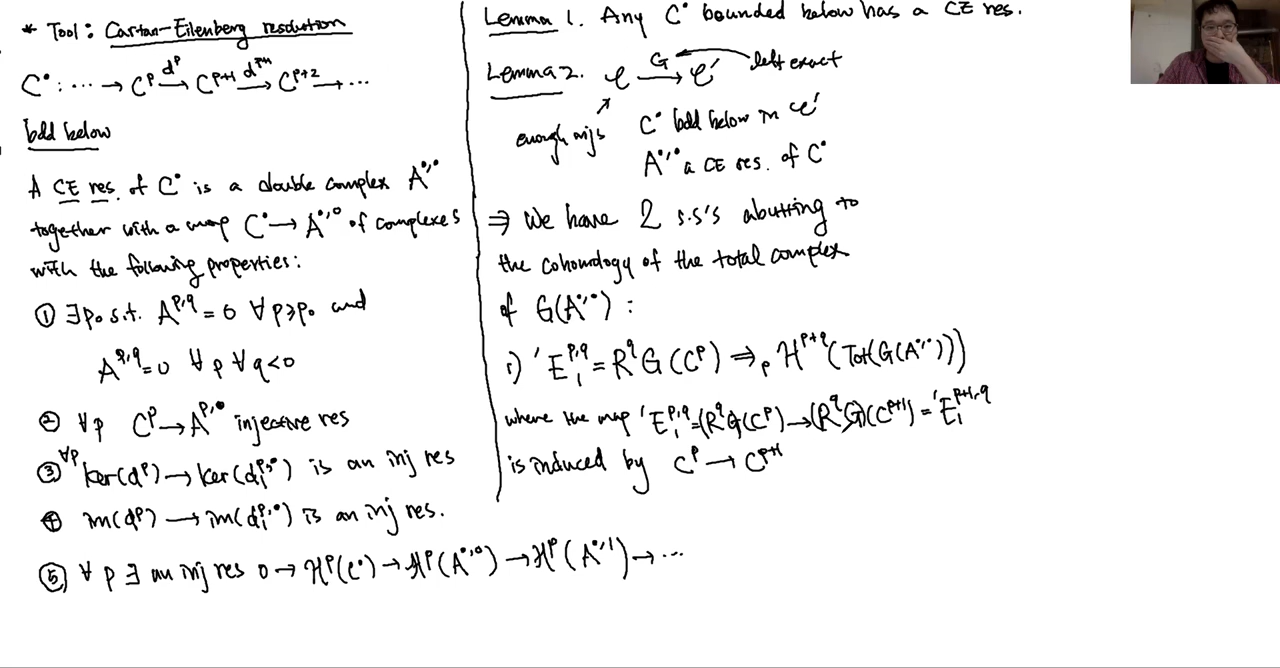 * Tool: Cartan-Eilenberg resolution
C^•: ⋯ → C^p →^{d^p} C^{p+1} →^{d^{p+1}} C^{p+2} → ⋯
bdd below
A CE res. of C^• is a double complex A^{•,•}
together with a map C^• → A^{•,0} of complexes
with the following properties:
① ∃p₀ s.t. A^{p,q} = 0 ∀p≥p₀ and
A^{p,q} = 0 ∀p ∀q<0
② ∀p C^p → A^{p,•} injective res
③ ∀p ker(d^p) → ker(d_1^{p,•}) is an inj res
④ im(d^p) → im(d_1^{p,•}) is an inj res.
⑤ ∀p ∃ an inj res 0 → H^p(C^•) → H^p(A^{•,0}) → H^p(A^{•,1}) → ⋯
Lemma 1. Any C^• bounded below has a CE res.
Lemma 2. 𝒞 →^G 𝒞' left exact
enough injs C^• bdd below in 𝒞'
A^{•,•} a CE res. of C^•
⇒ We have 2 s.s's abutting to
the cohomology of the total complex
of G(A^{•,•}):
i) 'E_1^{p,q} = R^qG(C^p) ⇒_p H^{p+q}(Tot(G(A^{•,•})))
where the map 'E_1^{p,q} = (R^qG)(C^p) → (R^qG)(C^{p+1}) = 'E_1^{p+1,q}
is induced by C^p → C^{p+1}